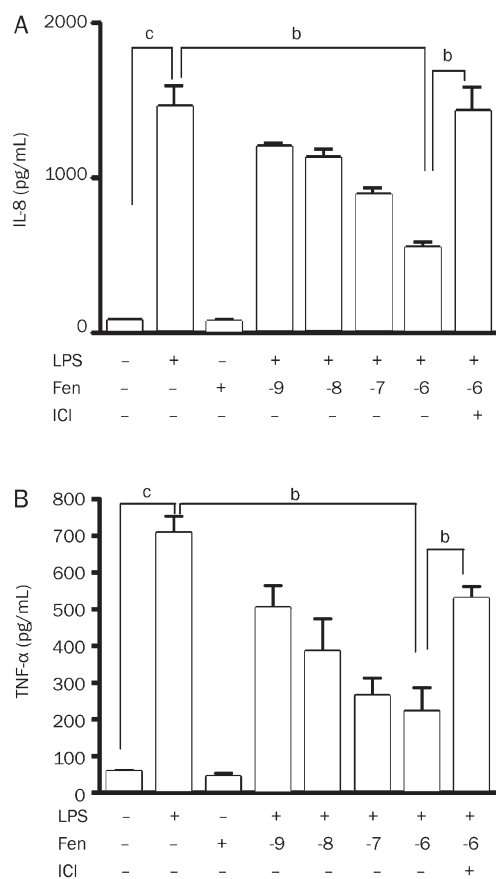 A
2000
c
b
b
1000
IL-8 (pg/mL)
0
LPS – + – + + + + +
Fen – – + -9 -8 -7 -6 -6
ICI – – – – – – – +
B
800
c
b
700
b
600
500
400
300
200
100
0
TNF-α (pg/mL)
LPS – + – + + + + +
Fen – – + -9 -8 -7 -6 -6
ICI – – – – – – – +